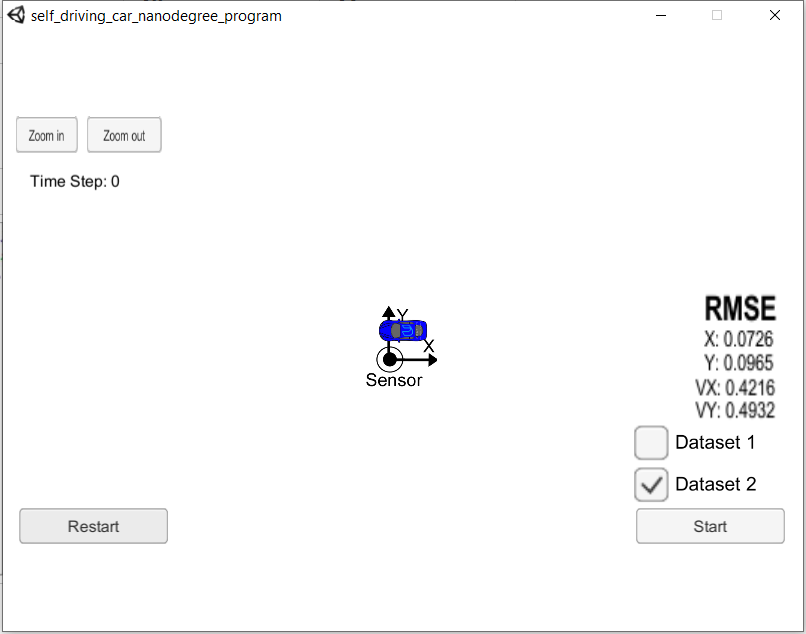 self_driving_car_nanodegree_program
Zoom in
Zoom out
Time Step: 0
Y
X
Sensor
RMSE
X: 0.0726
Y: 0.0965
VX: 0.4216
VY: 0.4932
Dataset 1
Dataset 2
Restart
Start